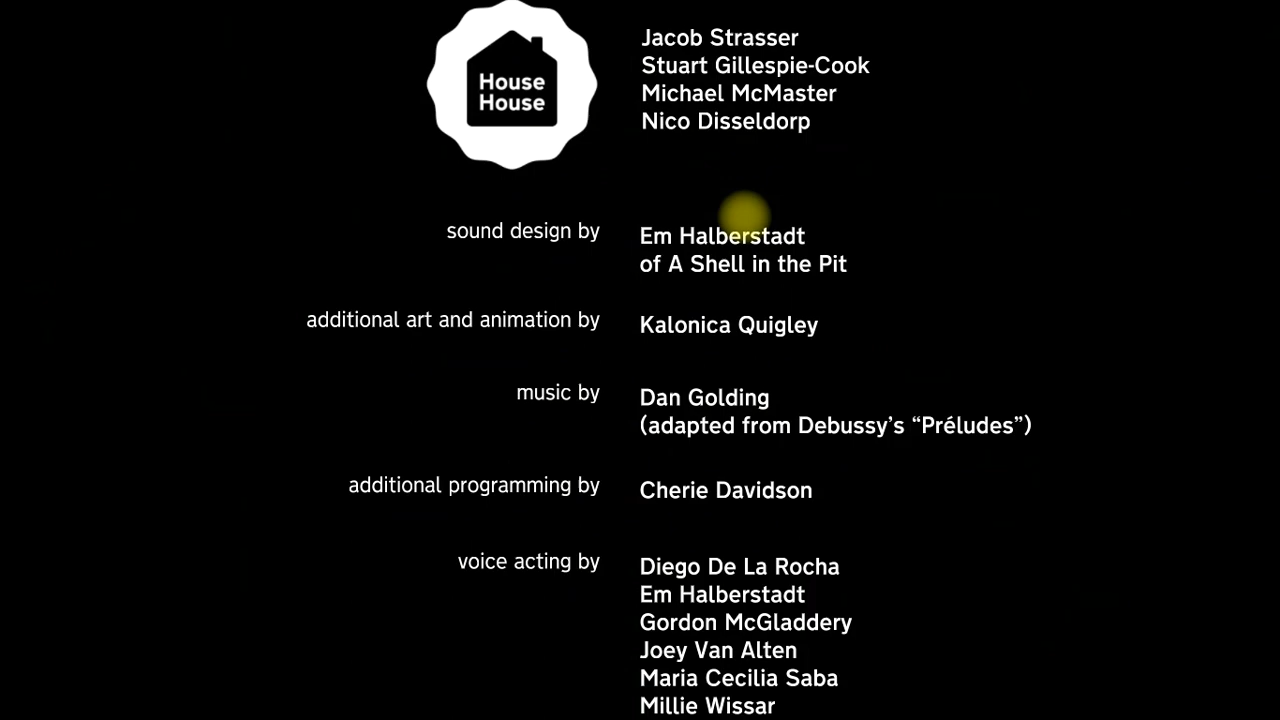 House
House
Jacob Strasser
Stuart Gillespie-Cook
Michael McMaster
Nico Disseldorp
sound design by
Em Halberstadt
of A Shell in the Pit
additional art and animation by
Kalonica Quigley
music by
Dan Golding
(adapted from Debussy’s “Préludes”)
additional programming by
Cherie Davidson
voice acting by
Diego De La Rocha
Em Halberstadt
Gordon McGladdery
Joey Van Alten
Maria Cecilia Saba
Millie Wissar